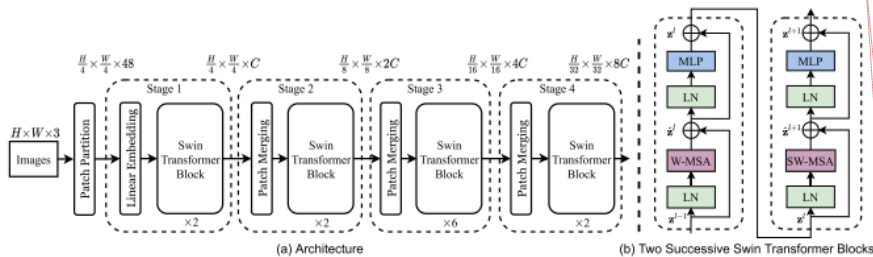 H/4 × W/4 × 48
H/4 × W/4 × C
H/8 × W/8 × 2C
H/16 × W/16 × 4C
H/32 × W/32 × 8C
Stage 1
Stage 2
Stage 3
Stage 4
H×W×3
Images
Patch Partition
Linear Embedding
Swin
Transformer
Block
Patch Merging
Swin
Transformer
Block
Patch Merging
Swin
Transformer
Block
Patch Merging
Swin
Transformer
Block
×2
×2
×6
×2
(a) Architecture
z^l
MLP
LN
ẑ^l
W-MSA
LN
z^{l-1}
z^{l+1}
MLP
LN
ẑ^{l+1}
SW-MSA
LN
z^l
(b) Two Successive Swin Transformer Blocks